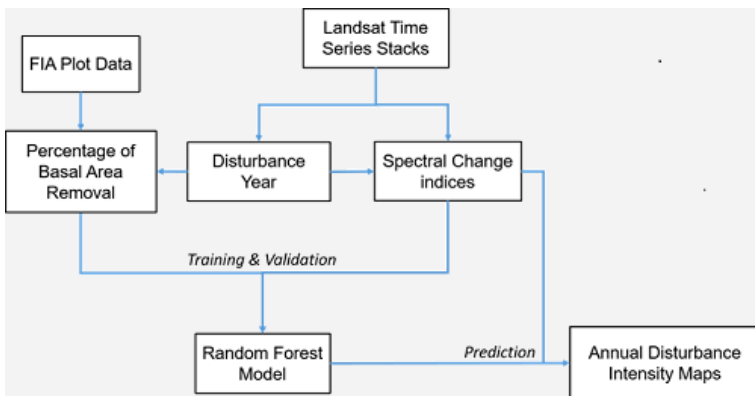 Landsat Time
Series Stacks
FIA Plot Data
Percentage of
Basal Area
Removal
Disturbance
Year
Spectral Change
indices
Training & Validation
Random Forest
Model
Prediction
Annual Disturbance
Intensity Maps